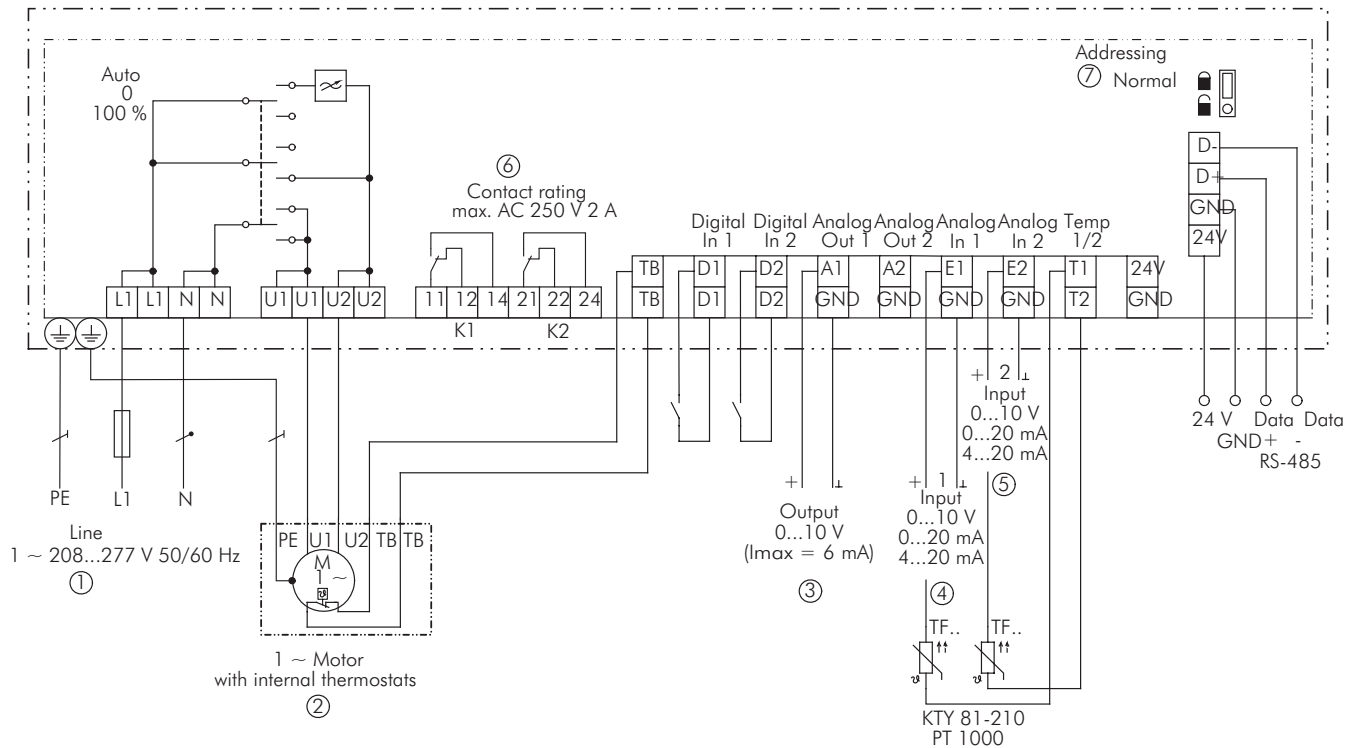 Auto
0
100 %
Addressing
⑦ Normal
D-
D+
GND
24V
⑥
Contact rating
max. AC 250 V 2 A
Digital In 1
Digital In 2
Analog Out 1
Analog Out 2
Analog In 1
Analog In 2
Temp 1/2
L1 L1 N N U1 U1 U2 U2
11 12 14 21 22 24
K1 K2
TB D1 D2 A1 A2 E1 E2 T1 24V
TB D1 D2 GND GND GND GND T2 GND
PE L1 N
Line
1 ~ 208...277 V 50/60 Hz
①
PE U1 U2 TB TB
M
1 ~
ϑ
1 ~ Motor
with internal thermostats
②
+ ⊥
Output
0...10 V
(Imax = 6 mA)
③
+ 1 ⊥
Input
0...10 V
0...20 mA
4...20 mA
④
+ 2 ⊥
Input
0...10 V
0...20 mA
4...20 mA
⑤
24 V Data Data
GND + -
RS-485
TF.. TF..
ϑ ϑ
KTY 81-210
PT 1000